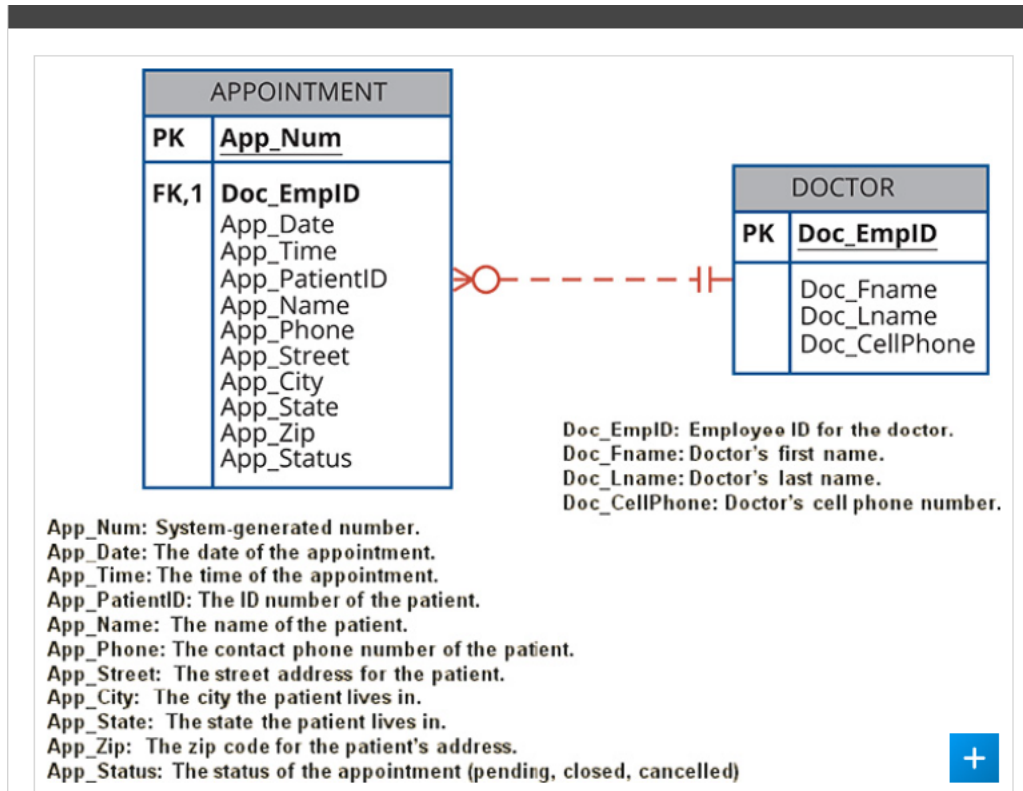 APPOINTMENT
PK App_Num
FK,1 Doc_EmpID
App_Date
App_Time
App_PatientID
App_Name
App_Phone
App_Street
App_City
App_State
App_Zip
App_Status
DOCTOR
PK Doc_EmpID
Doc_Fname
Doc_Lname
Doc_CellPhone
Doc_EmpID: Employee ID for the doctor.
Doc_Fname: Doctor's first name.
Doc_Lname: Doctor's last name.
Doc_CellPhone: Doctor's cell phone number.
App_Num: System-generated number.
App_Date: The date of the appointment.
App_Time: The time of the appointment.
App_PatientID: The ID number of the patient.
App_Name: The name of the patient.
App_Phone: The contact phone number of the patient.
App_Street: The street address for the patient.
App_City: The city the patient lives in.
App_State: The state the patient lives in.
App_Zip: The zip code for the patient's address.
App_Status: The status of the appointment (pending, closed, cancelled)